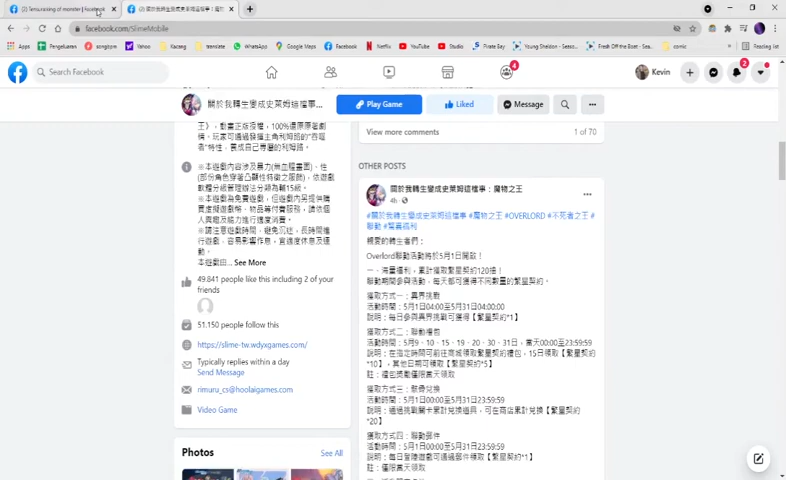 (2) Tensura:king of monster | Facebook
(2) 關於我轉生變成史萊姆這檔事：魔物
facebook.com/SlimeMobile
Apps
Pengeluaran
songbpm
Yahoo
Kacang
translate
WhatsApp
Google Maps
Facebook
Netflix
YouTube
Studio
Pirate Bay
Young Sheldon - Seas...
Fresh Off the Boat - Sea...
comic
Reading list
Search Facebook
4
Kevin
2
關於我轉生變成史萊姆這檔事...
Play Game
Liked
Message
王》，動畫正版授權，100%還原原著劇
情。玩家可通過發揮主角利姆路的"吞噬
者"特性，養成自己專屬的利姆路。
※本遊戲內容涉及暴力(無血腥畫面)、性
(部份角色穿著凸顯性特徵之服飾)，依遊戲
軟體分級管理辦法分類為輔15級。
※本遊戲為免費遊戲，但遊戲內另提供購
買虛擬遊戲幣、物品等付費服務，請依個
人興趣及能力進行適度消費。
※請注意遊戲時間，避免沉迷，長時間進
行遊戲，容易影響作息，宜適度休息及運
動。
本遊戲由... See More
49,841 people like this including 2 of your
friends
51,150 people follow this
https://slime-tw.wdyxgames.com/
Typically replies within a day
Send Message
rimuru_cs@hoolaigames.com
Video Game
Photos
See All
View more comments
1 of 70
OTHER POSTS
關於我轉生變成史萊姆這檔事：魔物之王
4h
#關於我轉生變成史萊姆這檔事 #魔物之王 #OVERLORD #不死者之王 #
聯動 #繁喜福利
親愛的轉生者們：
Overlord聯動活動將於5月1日開啟！
一、海量福利，累計獲取繁星契約120抽！
聯動期間參與活動，每天都可獲得不同數量的繁星契約。
獲取方式一：異界挑戰
活動時間：5月1日04:00至5月31日04:00:00
說明：每日參與異界挑戰可獲得【繁星契約*1】
獲取方式二：聯動禮包
活動時間：5月9、10、15、19、20、30、31日，當天00:00至23:59:59
說明：在指定時間可前往商城領取繁星契約禮包，15日領取【繁星契約
*10】，其他日期可領取【繁星契約*5】
註：禮包獎勵僅限當天領取
獲取方式三：骸骨兌換
活動時間：5月1日00:00至5月31日23:59:59
說明：通過挑戰關卡累計兌換道具，可在商店累計兌換【繁星契約
*20】
獲取方式四：聯動郵件
活動時間：5月1日00:00至5月31日23:59:59
說明：每日登陸遊戲可通過郵件領取【繁星契約*1】
註：僅限當天領取